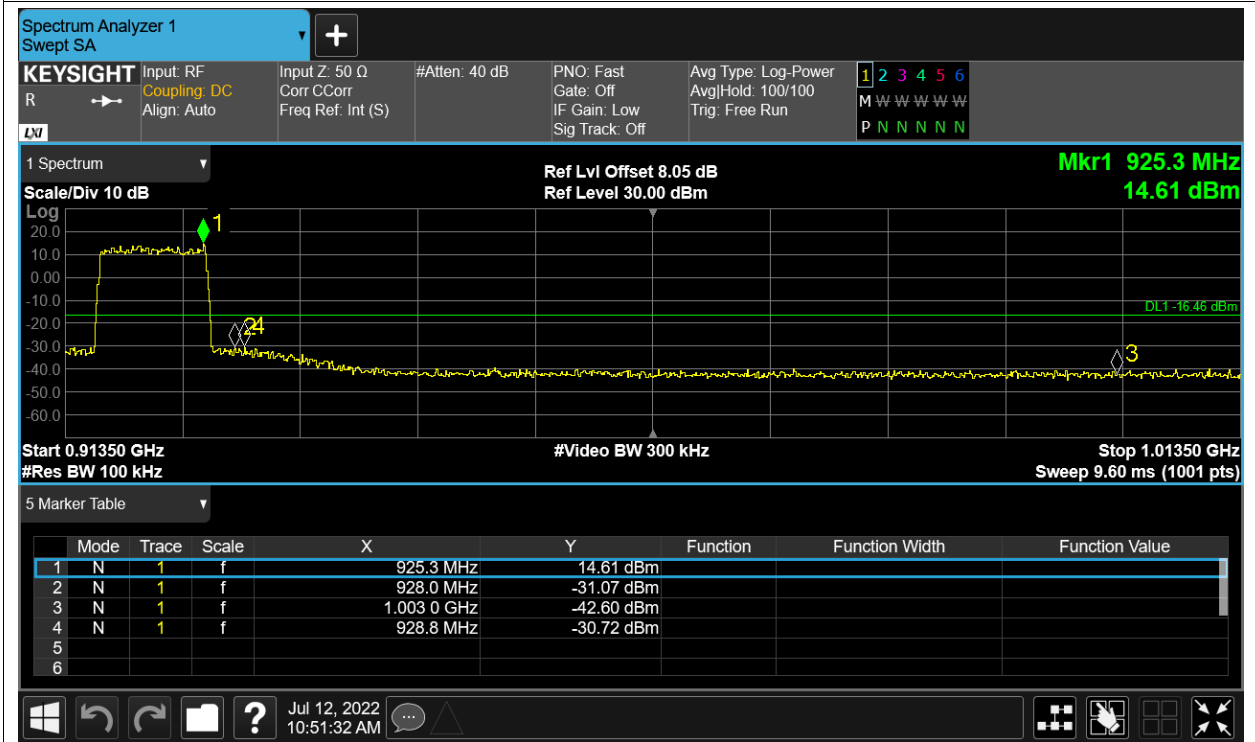 Spectrum Analyzer 1
Swept SA
+
KEYSIGHT
R
LXI
Input: RF
Coupling: DC
Align: Auto
Input Z: 50 Ω
Corr CCorr
Freq Ref: Int (S)
#Atten: 40 dB
PNO: Fast
Gate: Off
IF Gain: Low
Sig Track: Off
Avg Type: Log-Power
Avg|Hold: 100/100
Trig: Free Run
1 2 3 4 5 6
M W W W W W
P N N N N N
1 Spectrum
Scale/Div 10 dB
Ref Lvl Offset 8.05 dB
Ref Level 30.00 dBm
Mkr1 925.3 MHz
14.61 dBm
Log
20.0
10.0
0.00
-10.0
-20.0
-30.0
-40.0
-50.0
-60.0
1
24
3
DL1 -16.46 dBm
Start 0.91350 GHz
#Res BW 100 kHz
#Video BW 300 kHz
Stop 1.01350 GHz
Sweep 9.60 ms (1001 pts)
5 Marker Table
Mode Trace Scale X Y Function Function Width Function Value
1 N 1 f 925.3 MHz 14.61 dBm
2 N 1 f 928.0 MHz -31.07 dBm
3 N 1 f 1.003 0 GHz -42.60 dBm
4 N 1 f 928.8 MHz -30.72 dBm
5
6
?
Jul 12, 2022
10:51:32 AM